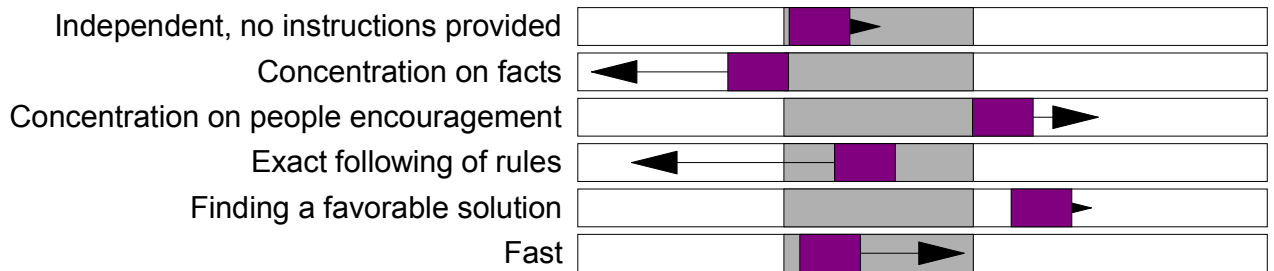 Independent, no instructions provided
Concentration on facts
Concentration on people encouragement
Exact following of rules
Finding a favorable solution
Fast